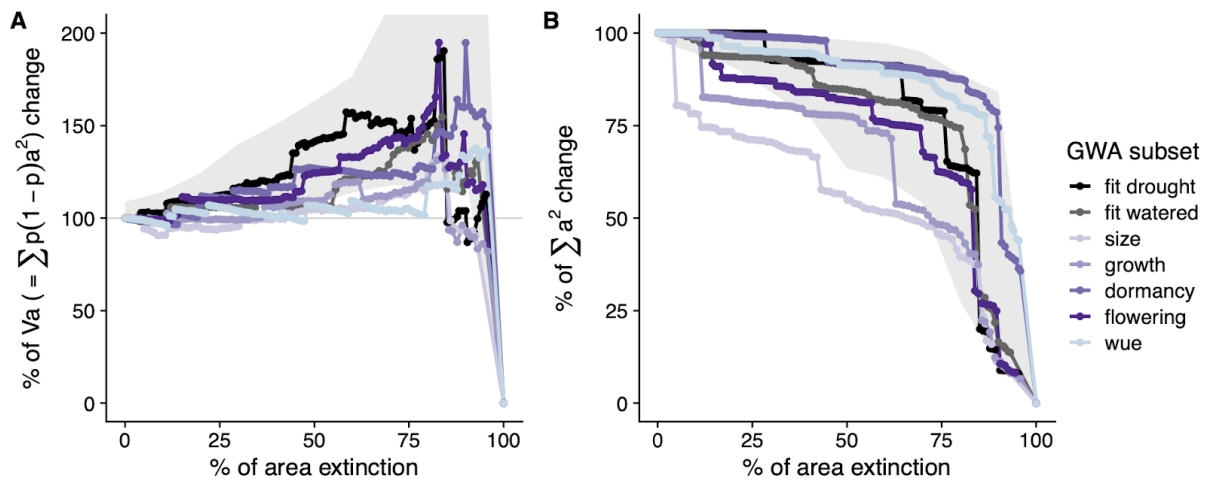 A
% of Va ( = ∑ p(1 − p)a²) change
200
150
100
50
0
0 25 50 75 100
% of area extinction
B
% of ∑ a² change
100
75
50
25
0
0 25 50 75 100
% of area extinction
GWA subset
fit drought
fit watered
size
growth
dormancy
flowering
wue